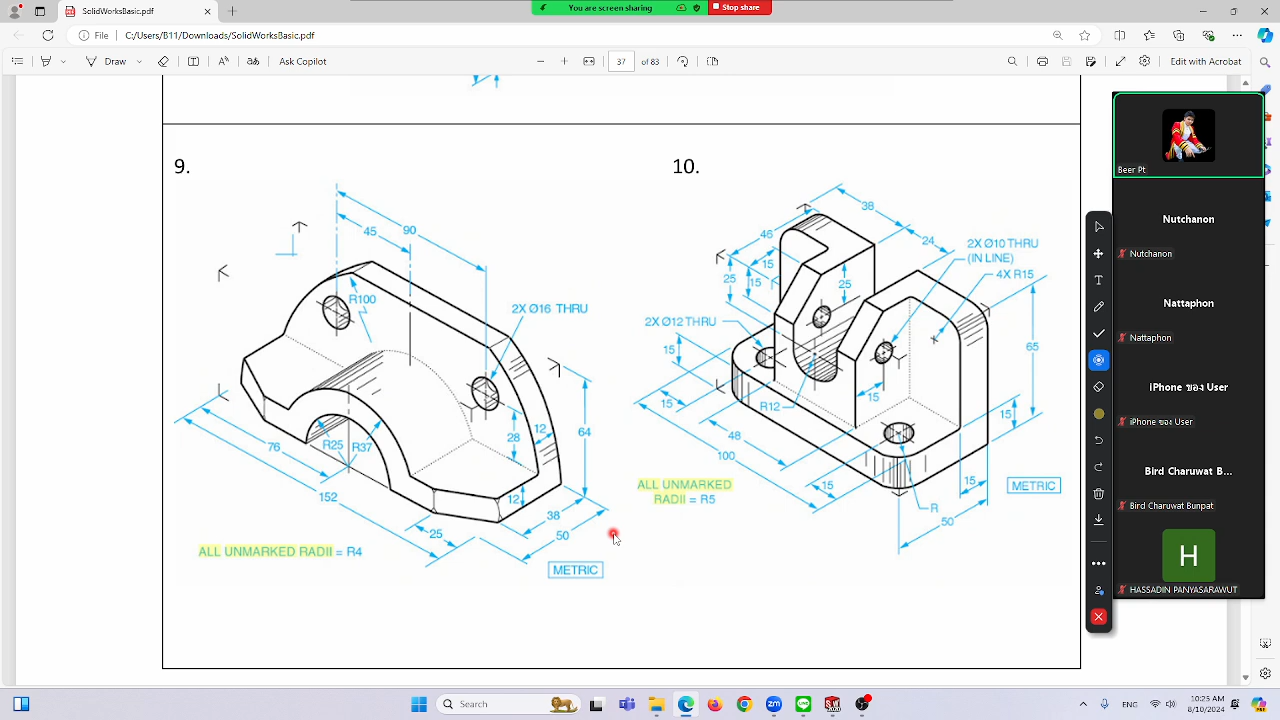 You are screen sharing
Stop share
SolidWorksBasic.pdf
File
C:/Users/B11/Downloads/SolidWorksBasic.pdf
Draw
Ask Copilot
37
of 83
Edit with Acrobat
9.
45
90
R100
2X Ø16 THRU
R25
R37
28
12
64
76
152
12
38
50
25
ALL UNMARKED RADII = R4
METRIC
10.
38
46
24
2X Ø10 THRU
(IN LINE)
4X R15
15
25
15
25
2X Ø12 THRU
15
65
15
R12
15
15
48
100
15
15
R
50
ALL UNMARKED
RADII = R5
METRIC
Beer Pt
Nutchanon
Nutchanon
Nattaphon
Nattaphon
iPhone ของ User
iPhone ของ User
Bird Charuwat B...
Bird Charuwat Bunpat
H
HASSADIN PANYASARAWUT
Search
ENG
10:25 AM
8/10/2024